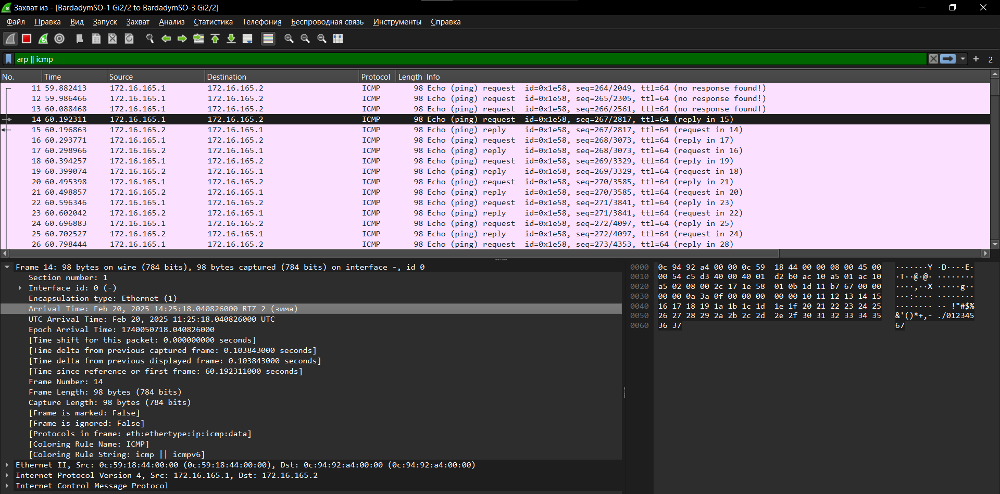 Захват из - [BardadymSO-1 Gi2/2 to BardadymSO-3 Gi2/2]
Файл Правка Вид Запуск Захват Анализ Статистика Телефония Беспроводная связь Инструменты Справка
arp || icmp + 2
No. Time Source Destination Protocol Length Info
11 59.882413 172.16.165.1 172.16.165.2 ICMP 98 Echo (ping) request id=0x1e58, seq=264/2049, ttl=64 (no response found!)
12 59.986466 172.16.165.1 172.16.165.2 ICMP 98 Echo (ping) request id=0x1e58, seq=265/2305, ttl=64 (no response found!)
13 60.088468 172.16.165.1 172.16.165.2 ICMP 98 Echo (ping) request id=0x1e58, seq=266/2561, ttl=64 (no response found!)
14 60.192311 172.16.165.1 172.16.165.2 ICMP 98 Echo (ping) request id=0x1e58, seq=267/2817, ttl=64 (reply in 15)
15 60.196863 172.16.165.2 172.16.165.1 ICMP 98 Echo (ping) reply id=0x1e58, seq=267/2817, ttl=64 (request in 14)
16 60.293771 172.16.165.1 172.16.165.2 ICMP 98 Echo (ping) request id=0x1e58, seq=268/3073, ttl=64 (reply in 17)
17 60.298966 172.16.165.2 172.16.165.1 ICMP 98 Echo (ping) reply id=0x1e58, seq=268/3073, ttl=64 (request in 16)
18 60.394257 172.16.165.1 172.16.165.2 ICMP 98 Echo (ping) request id=0x1e58, seq=269/3329, ttl=64 (reply in 19)
19 60.399074 172.16.165.2 172.16.165.1 ICMP 98 Echo (ping) reply id=0x1e58, seq=269/3329, ttl=64 (request in 18)
20 60.495398 172.16.165.1 172.16.165.2 ICMP 98 Echo (ping) request id=0x1e58, seq=270/3585, ttl=64 (reply in 21)
21 60.498857 172.16.165.2 172.16.165.1 ICMP 98 Echo (ping) reply id=0x1e58, seq=270/3585, ttl=64 (request in 20)
22 60.596346 172.16.165.1 172.16.165.2 ICMP 98 Echo (ping) request id=0x1e58, seq=271/3841, ttl=64 (reply in 23)
23 60.602042 172.16.165.2 172.16.165.1 ICMP 98 Echo (ping) reply id=0x1e58, seq=271/3841, ttl=64 (request in 22)
24 60.696883 172.16.165.1 172.16.165.2 ICMP 98 Echo (ping) request id=0x1e58, seq=272/4097, ttl=64 (reply in 25)
25 60.702527 172.16.165.2 172.16.165.1 ICMP 98 Echo (ping) reply id=0x1e58, seq=272/4097, ttl=64 (request in 24)
26 60.798444 172.16.165.1 172.16.165.2 ICMP 98 Echo (ping) request id=0x1e58, seq=273/4353, ttl=64 (reply in 28)
Frame 14: 98 bytes on wire (784 bits), 98 bytes captured (784 bits) on interface -, id 0
Section number: 1
Interface id: 0 (-)
Encapsulation type: Ethernet (1)
Arrival Time: Feb 20, 2025 14:25:18.040826000 RTZ 2 (зима)
UTC Arrival Time: Feb 20, 2025 11:25:18.040826000 UTC
Epoch Arrival Time: 1740050718.040826000
[Time shift for this packet: 0.000000000 seconds]
[Time delta from previous captured frame: 0.103843000 seconds]
[Time delta from previous displayed frame: 0.103843000 seconds]
[Time since reference or first frame: 60.192311000 seconds]
Frame Number: 14
Frame Length: 98 bytes (784 bits)
Capture Length: 98 bytes (784 bits)
[Frame is marked: False]
[Frame is ignored: False]
[Protocols in frame: eth:ethertype:ip:icmp:data]
[Coloring Rule Name: ICMP]
[Coloring Rule String: icmp || icmpv6]
Ethernet II, Src: 0c:59:18:44:00:00 (0c:59:18:44:00:00), Dst: 0c:94:92:a4:00:00 (0c:94:92:a4:00:00)
Internet Protocol Version 4, Src: 172.16.165.1, Dst: 172.16.165.2
Internet Control Message Protocol
0000 0c 94 92 a4 00 00 0c 59 18 44 00 00 08 00 45 00 ·······Y ·D····E·
0010 00 54 c5 d3 40 00 40 01 d2 b0 ac 10 a5 01 ac 10 ·T··@·@· ········
0020 a5 02 08 00 2c 17 1e 58 01 0b 1d 11 b7 67 00 00 ····,··X ·····g··
0030 00 00 0a 3a 0f 00 00 00 00 00 10 11 12 13 14 15 ···:···· ········
0040 16 17 18 19 1a 1b 1c 1d 1e 1f 20 21 22 23 24 25 ········ ·· !"#$%
0050 26 27 28 29 2a 2b 2c 2d 2e 2f 30 31 32 33 34 35 &'()*+,- ./012345
0060 36 37 67